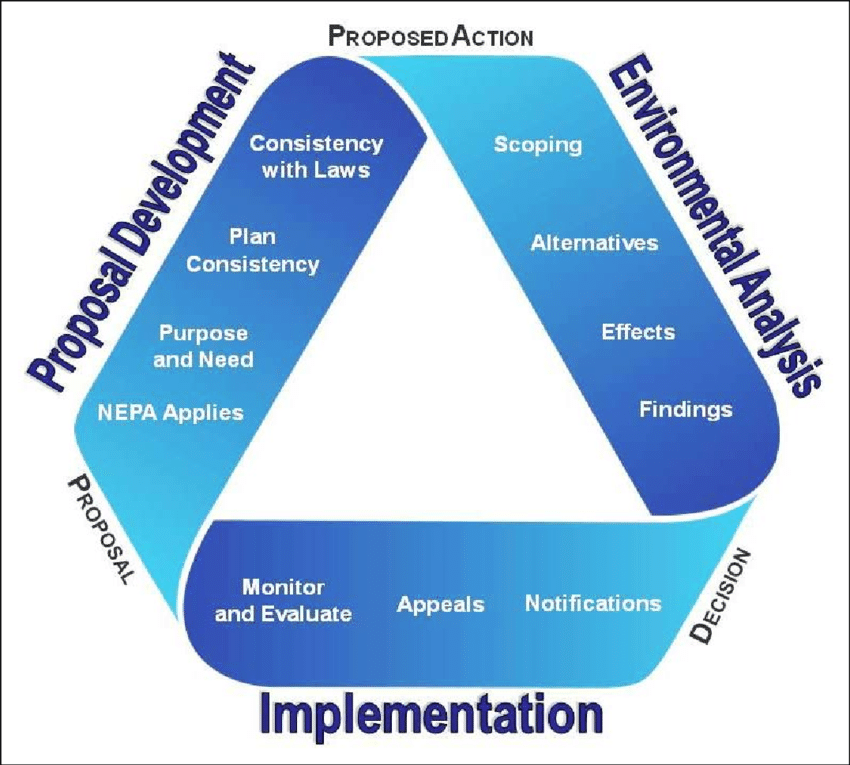 PROPOSED ACTION
Proposal Development
Consistency
with Laws
Plan
Consistency
Purpose
and Need
NEPA Applies
PROPOSAL
Environmental Analysis
Scoping
Alternatives
Effects
Findings
DECISION
Notifications
Appeals
Monitor
and Evaluate
Implementation